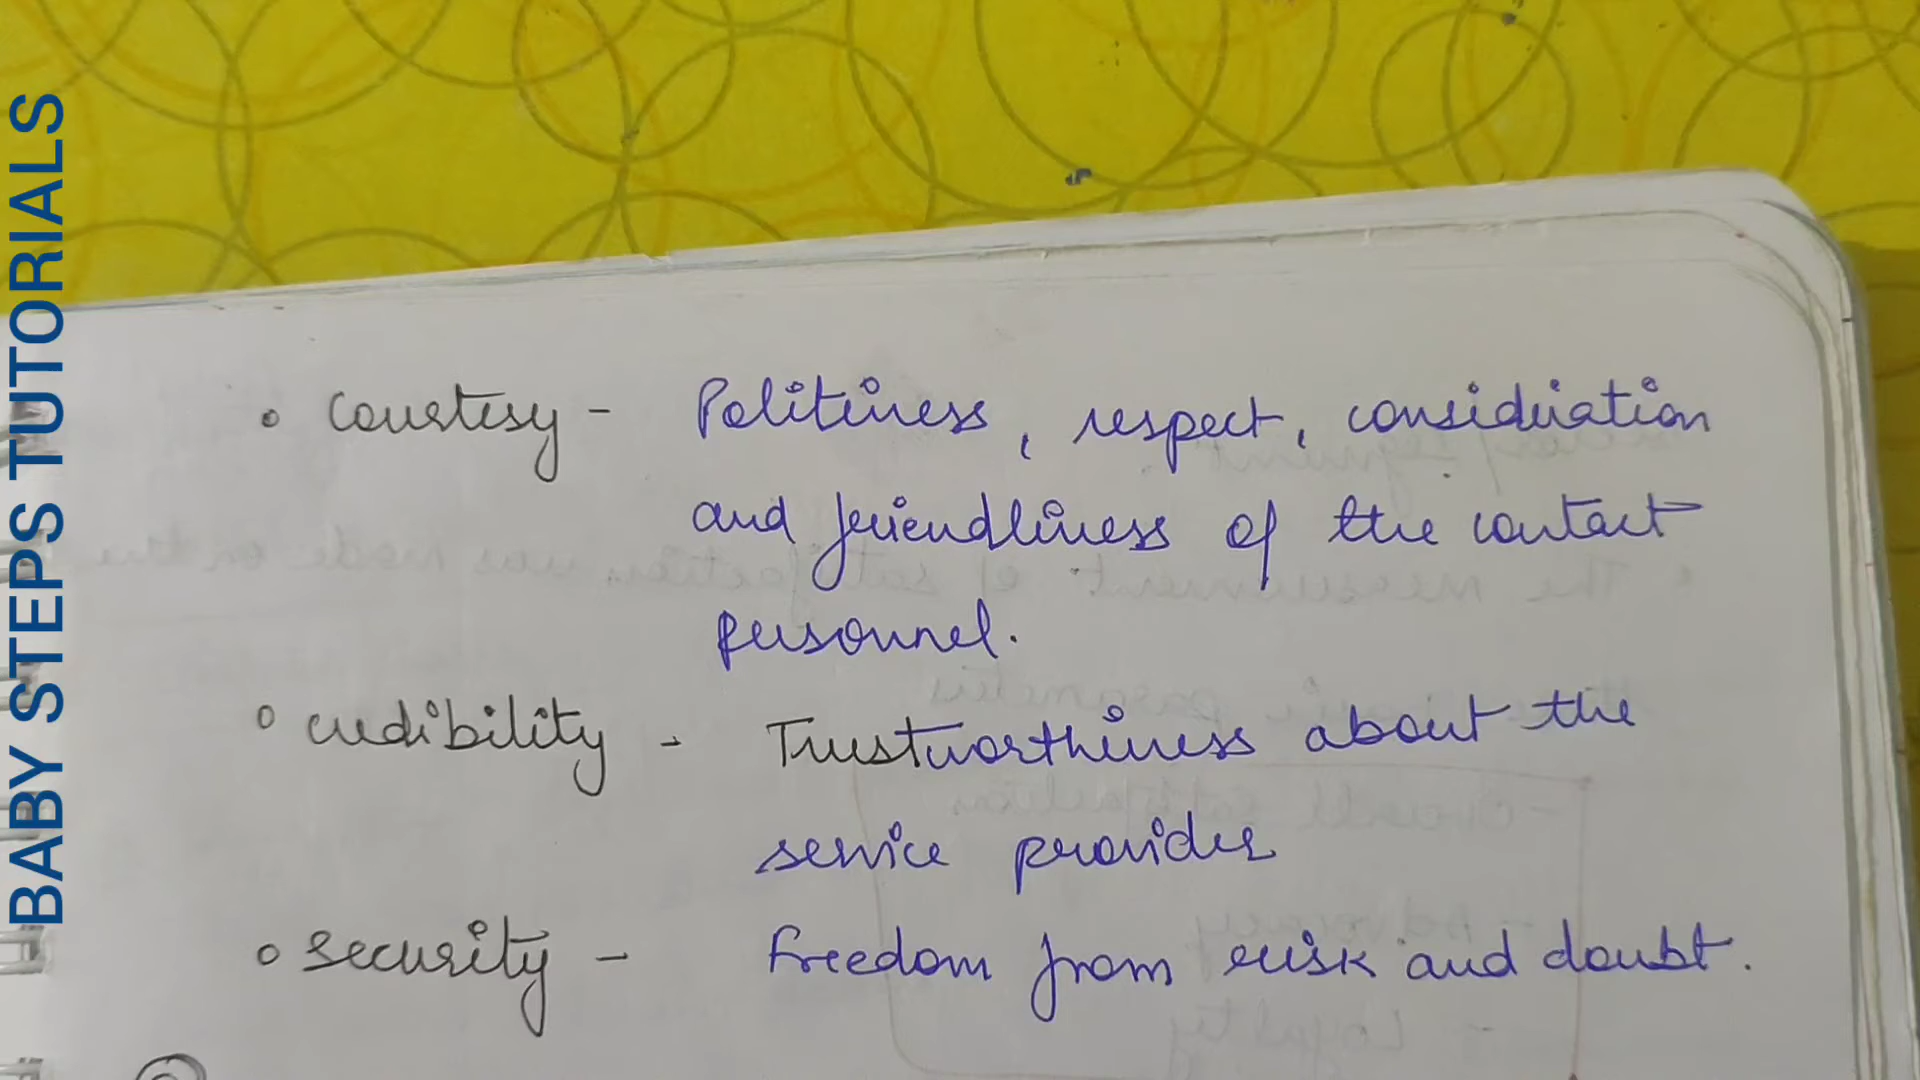 BABY STEPS TUTORIALS
• Courtesy - Politeness, respect, consideration
and friendliness of the contact
personnel.
• credibility - Trustworthiness about the
service provider
• security - Freedom from risk and doubt.